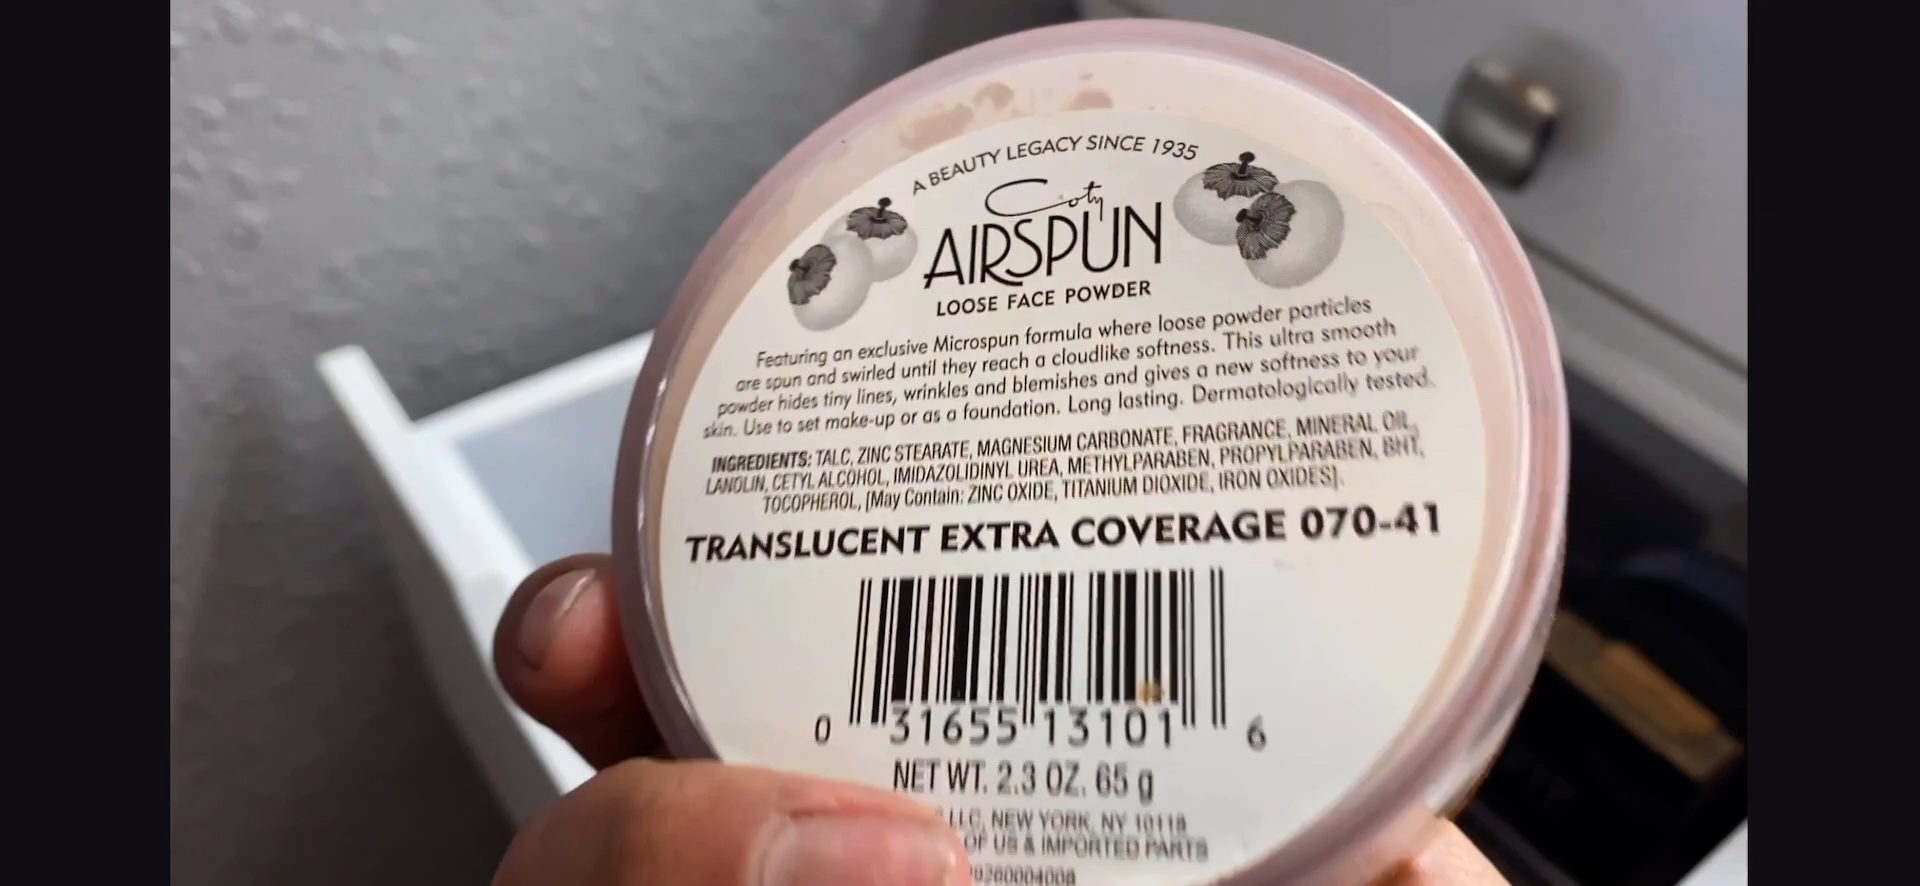 A BEAUTY LEGACY SINCE 1935
Coty
AIRSPUN
LOOSE FACE POWDER
Featuring an exclusive Microspun formula where loose powder particles
are spun and swirled until they reach a cloudlike softness. This ultra smooth
powder hides tiny lines, wrinkles and blemishes and gives a new softness to your
skin. Use to set make-up or as a foundation. Long lasting. Dermatologically tested.
INGREDIENTS: TALC, ZINC STEARATE, MAGNESIUM CARBONATE, FRAGRANCE, MINERAL OIL,
LANOLIN, CETYL ALCOHOL, IMIDAZOLIDINYL UREA, METHYLPARABEN, PROPYLPARABEN, BHT,
TOCOPHEROL, [May Contain: ZINC OXIDE, TITANIUM DIOXIDE, IRON OXIDES].
TRANSLUCENT EXTRA COVERAGE 070-41
0 31655 13101 6
NET WT. 2.3 OZ. 65 g
LLC, NEW YORK, NY 10118
OF US & IMPORTED PARTS